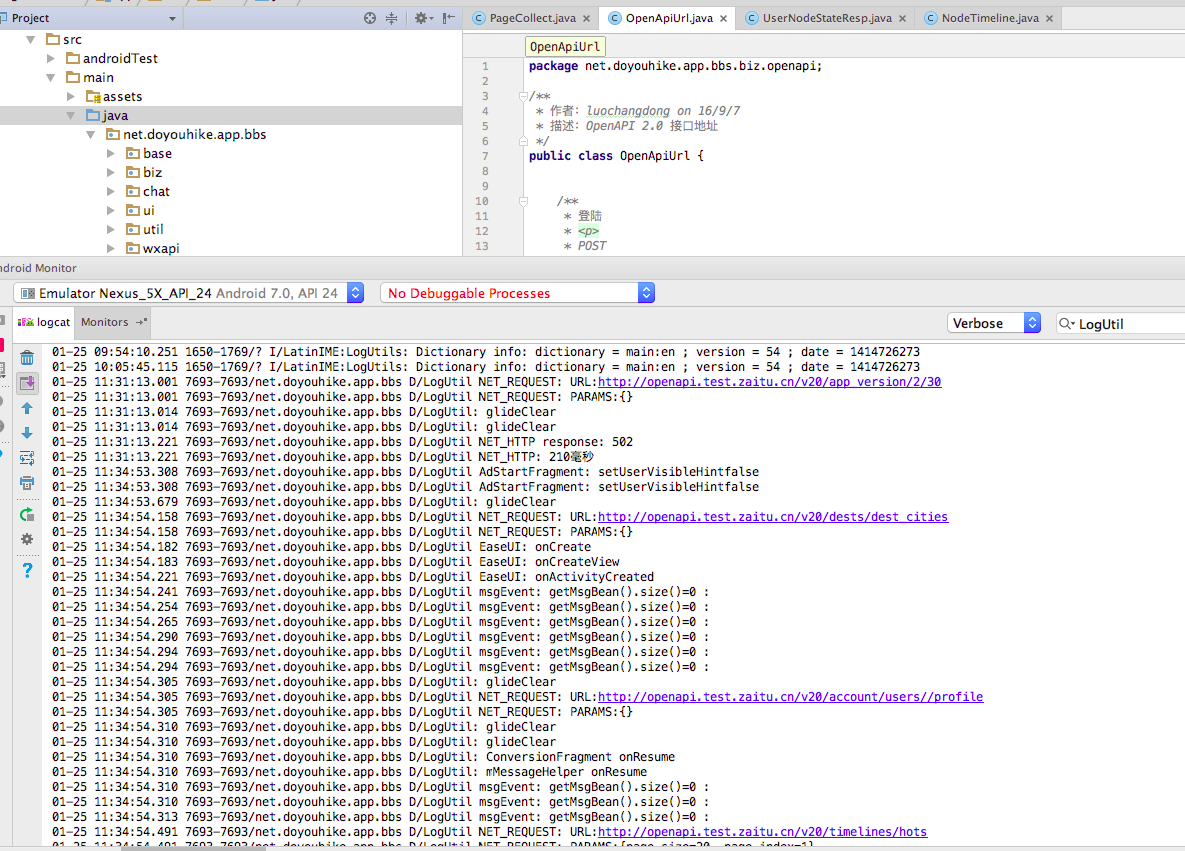 Project
PageCollect.java
OpenApiUrl.java
UserNodeStateResp.java
NodeTimeline.java
src
androidTest
main
assets
java
net.doyouhike.app.bbs
base
biz
chat
ui
util
wxapi
OpenApiUrl
1 package net.doyouhike.app.bbs.biz.openapi;
2
3 /**
4 * 作者: luochangdong on 16/9/7
5 * 描述: OpenAPI 2.0 接口地址
6 */
7 public class OpenApiUrl {
8
9
10 /**
11 * 登陆
12 * <p>
13 * POST
ndroid Monitor
Emulator Nexus_5X_API_24 Android 7.0, API 24
No Debuggable Processes
logcat
Monitors
Verbose
LogUtil
01-25 09:54:10.251 1650-1769/? I/LatinIME:LogUtils: Dictionary info: dictionary = main:en ; version = 54 ; date = 1414726273
01-25 10:05:45.115 1650-1769/? I/LatinIME:LogUtils: Dictionary info: dictionary = main:en ; version = 54 ; date = 1414726273
01-25 11:31:13.001 7693-7693/net.doyouhike.app.bbs D/LogUtil NET_REQUEST: URL:http://openapi.test.zaitu.cn/v20/app_version/2/30
01-25 11:31:13.001 7693-7693/net.doyouhike.app.bbs D/LogUtil NET_REQUEST: PARAMS:{}
01-25 11:31:13.014 7693-7693/net.doyouhike.app.bbs D/LogUtil: glideClear
01-25 11:31:13.014 7693-7693/net.doyouhike.app.bbs D/LogUtil: glideClear
01-25 11:31:13.221 7693-7693/net.doyouhike.app.bbs D/LogUtil NET_HTTP response: 502
01-25 11:31:13.221 7693-7693/net.doyouhike.app.bbs D/LogUtil NET_HTTP: 210毫秒
01-25 11:34:53.308 7693-7693/net.doyouhike.app.bbs D/LogUtil AdStartFragment: setUserVisibleHintfalse
01-25 11:34:53.308 7693-7693/net.doyouhike.app.bbs D/LogUtil AdStartFragment: setUserVisibleHintfalse
01-25 11:34:53.679 7693-7693/net.doyouhike.app.bbs D/LogUtil: glideClear
01-25 11:34:54.158 7693-7693/net.doyouhike.app.bbs D/LogUtil NET_REQUEST: URL:http://openapi.test.zaitu.cn/v20/dests/dest_cities
01-25 11:34:54.158 7693-7693/net.doyouhike.app.bbs D/LogUtil NET_REQUEST: PARAMS:{}
01-25 11:34:54.182 7693-7693/net.doyouhike.app.bbs D/LogUtil EaseUI: onCreate
01-25 11:34:54.183 7693-7693/net.doyouhike.app.bbs D/LogUtil EaseUI: onCreateView
01-25 11:34:54.221 7693-7693/net.doyouhike.app.bbs D/LogUtil EaseUI: onActivityCreated
01-25 11:34:54.241 7693-7693/net.doyouhike.app.bbs D/LogUtil msgEvent: getMsgBean().size()=0 :
01-25 11:34:54.254 7693-7693/net.doyouhike.app.bbs D/LogUtil msgEvent: getMsgBean().size()=0 :
01-25 11:34:54.265 7693-7693/net.doyouhike.app.bbs D/LogUtil msgEvent: getMsgBean().size()=0 :
01-25 11:34:54.290 7693-7693/net.doyouhike.app.bbs D/LogUtil msgEvent: getMsgBean().size()=0 :
01-25 11:34:54.294 7693-7693/net.doyouhike.app.bbs D/LogUtil msgEvent: getMsgBean().size()=0 :
01-25 11:34:54.294 7693-7693/net.doyouhike.app.bbs D/LogUtil msgEvent: getMsgBean().size()=0 :
01-25 11:34:54.305 7693-7693/net.doyouhike.app.bbs D/LogUtil: glideClear
01-25 11:34:54.305 7693-7693/net.doyouhike.app.bbs D/LogUtil NET_REQUEST: URL:http://openapi.test.zaitu.cn/v20/account/users//profile
01-25 11:34:54.305 7693-7693/net.doyouhike.app.bbs D/LogUtil NET_REQUEST: PARAMS:{}
01-25 11:34:54.310 7693-7693/net.doyouhike.app.bbs D/LogUtil: glideClear
01-25 11:34:54.310 7693-7693/net.doyouhike.app.bbs D/LogUtil: glideClear
01-25 11:34:54.310 7693-7693/net.doyouhike.app.bbs D/LogUtil: ConversionFragment onResume
01-25 11:34:54.310 7693-7693/net.doyouhike.app.bbs D/LogUtil: mMessageHelper onResume
01-25 11:34:54.310 7693-7693/net.doyouhike.app.bbs D/LogUtil msgEvent: getMsgBean().size()=0 :
01-25 11:34:54.310 7693-7693/net.doyouhike.app.bbs D/LogUtil msgEvent: getMsgBean().size()=0 :
01-25 11:34:54.313 7693-7693/net.doyouhike.app.bbs D/LogUtil msgEvent: getMsgBean().size()=0 :
01-25 11:34:54.491 7693-7693/net.doyouhike.app.bbs D/LogUtil NET_REQUEST: URL:http://openapi.test.zaitu.cn/v20/timelines/hots
01-25 11:34:54.491 7693-7693/net.doyouhike.app.bbs D/LogUtil NET_REQUEST: PARAMS:{page_size=20, page_index=1}